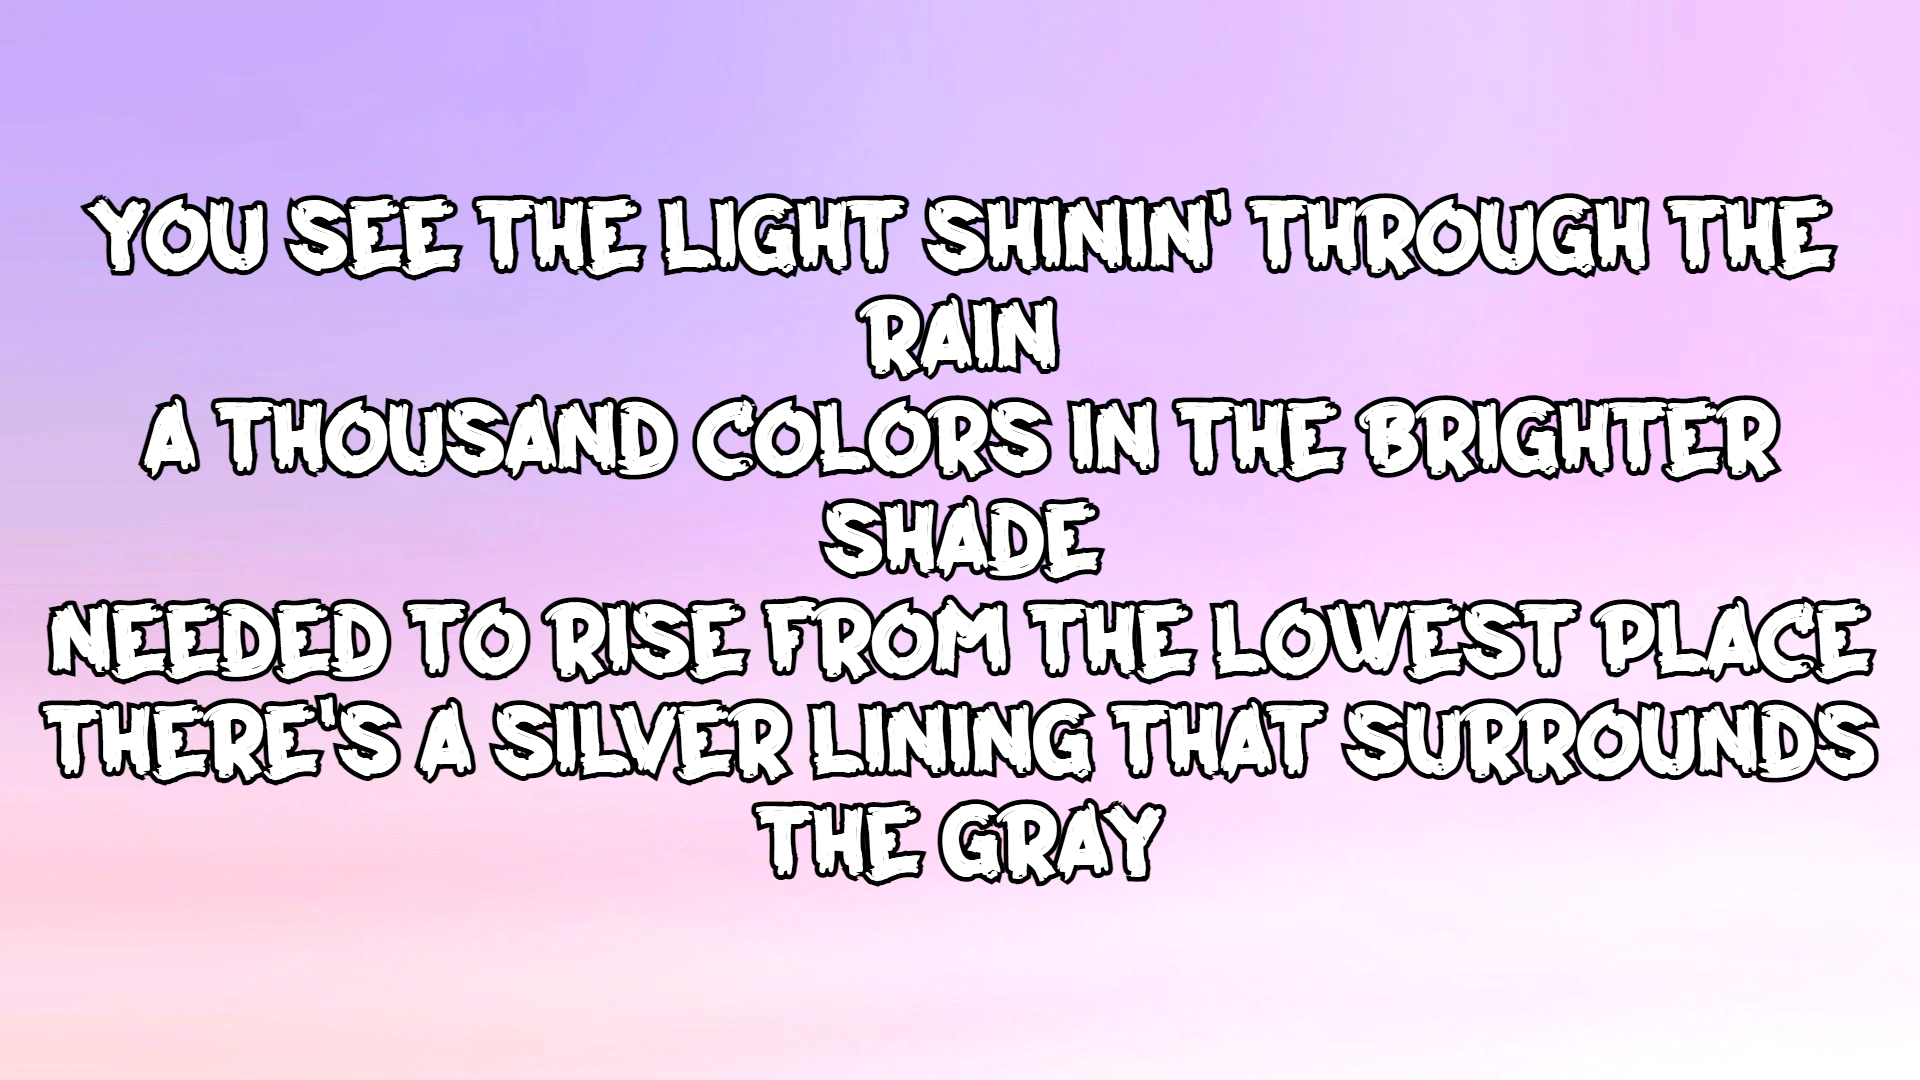 YOU SEE THE LIGHT SHININ' THROUGH THE
RAIN
A THOUSAND COLORS IN THE BRIGHTER
SHADE
NEEDED TO RISE FROM THE LOWEST PLACE
THERE'S A SILVER LINING THAT SURROUNDS
THE GRAY